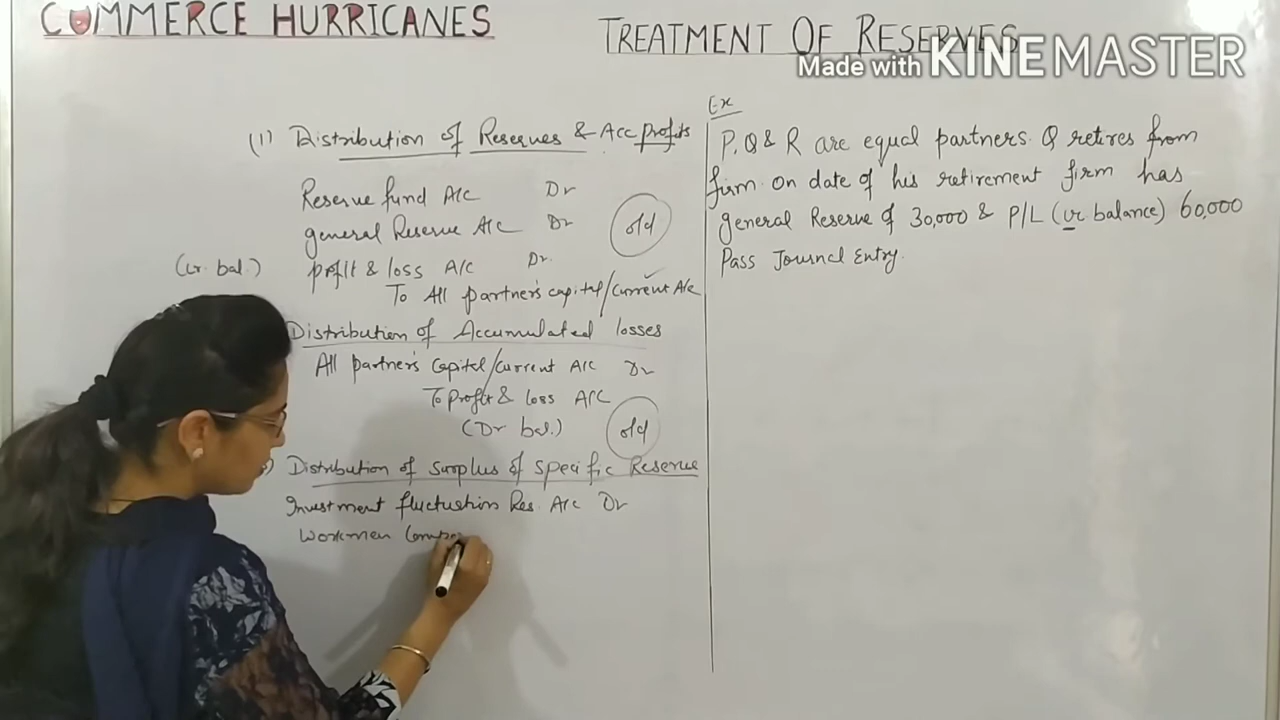 COMMERCE HURRICANES
TREATMENT OF RESERVES
Made with KINEMASTER
(1) Distribution of Reserves & Acc profits
Reserve fund A/C Dr
general Reserve A/C Dr
old
(cr. bal.) profit & loss A/C Dr.
To All partner's capital/current A/c
Distribution of Accumulated losses
All partner's capital/current A/C Dr
To profit & loss A/C
(Dr bal.)
old
) Distribution of Surplus of specific Reserve
Investment fluctuation Res. A/c Dr
Workmen Compe
Ex
P, Q & R are equal partners. Q retires from
firm. On date of his retirement firm has
general Reserve of 30,000 & P/L (cr balance) 60,000
Pass Journal Entry.